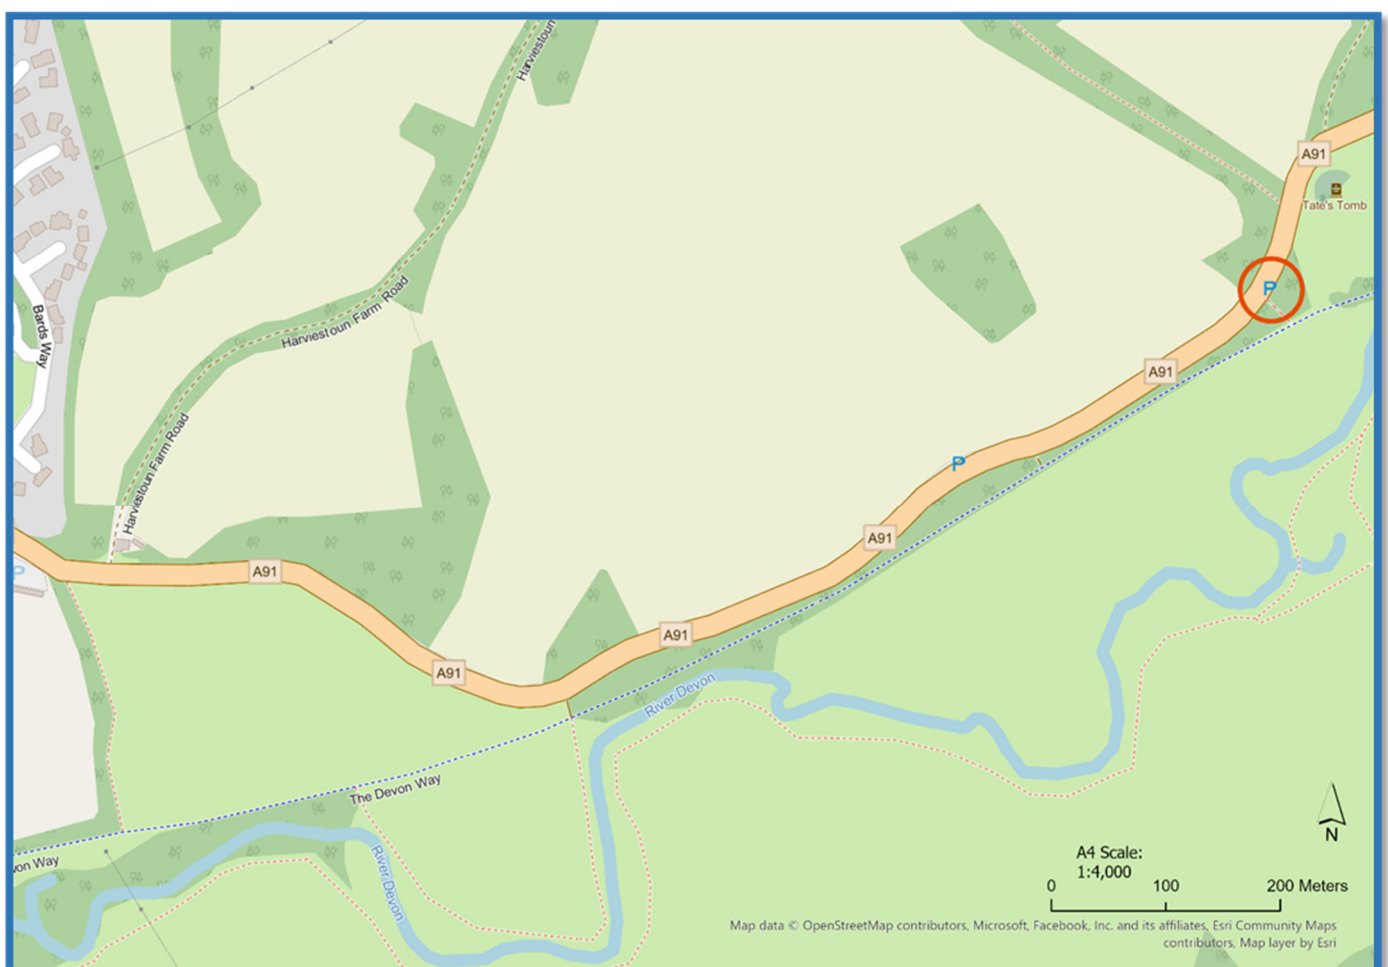 Harviestoun
A91
Tate's Tomb
P
Harviestoun Farm Road
Bards Way
A91
Harviestoun Farm Road
P
A91
A91
P
A91
A91
River Devon
The Devon Way
von Way
River Devon
N
A4 Scale:
1:4,000
0 100 200 Meters
Map data © OpenStreetMap contributors, Microsoft, Facebook, Inc. and its affiliates, Esri Community Maps
contributors, Map layer by Esri